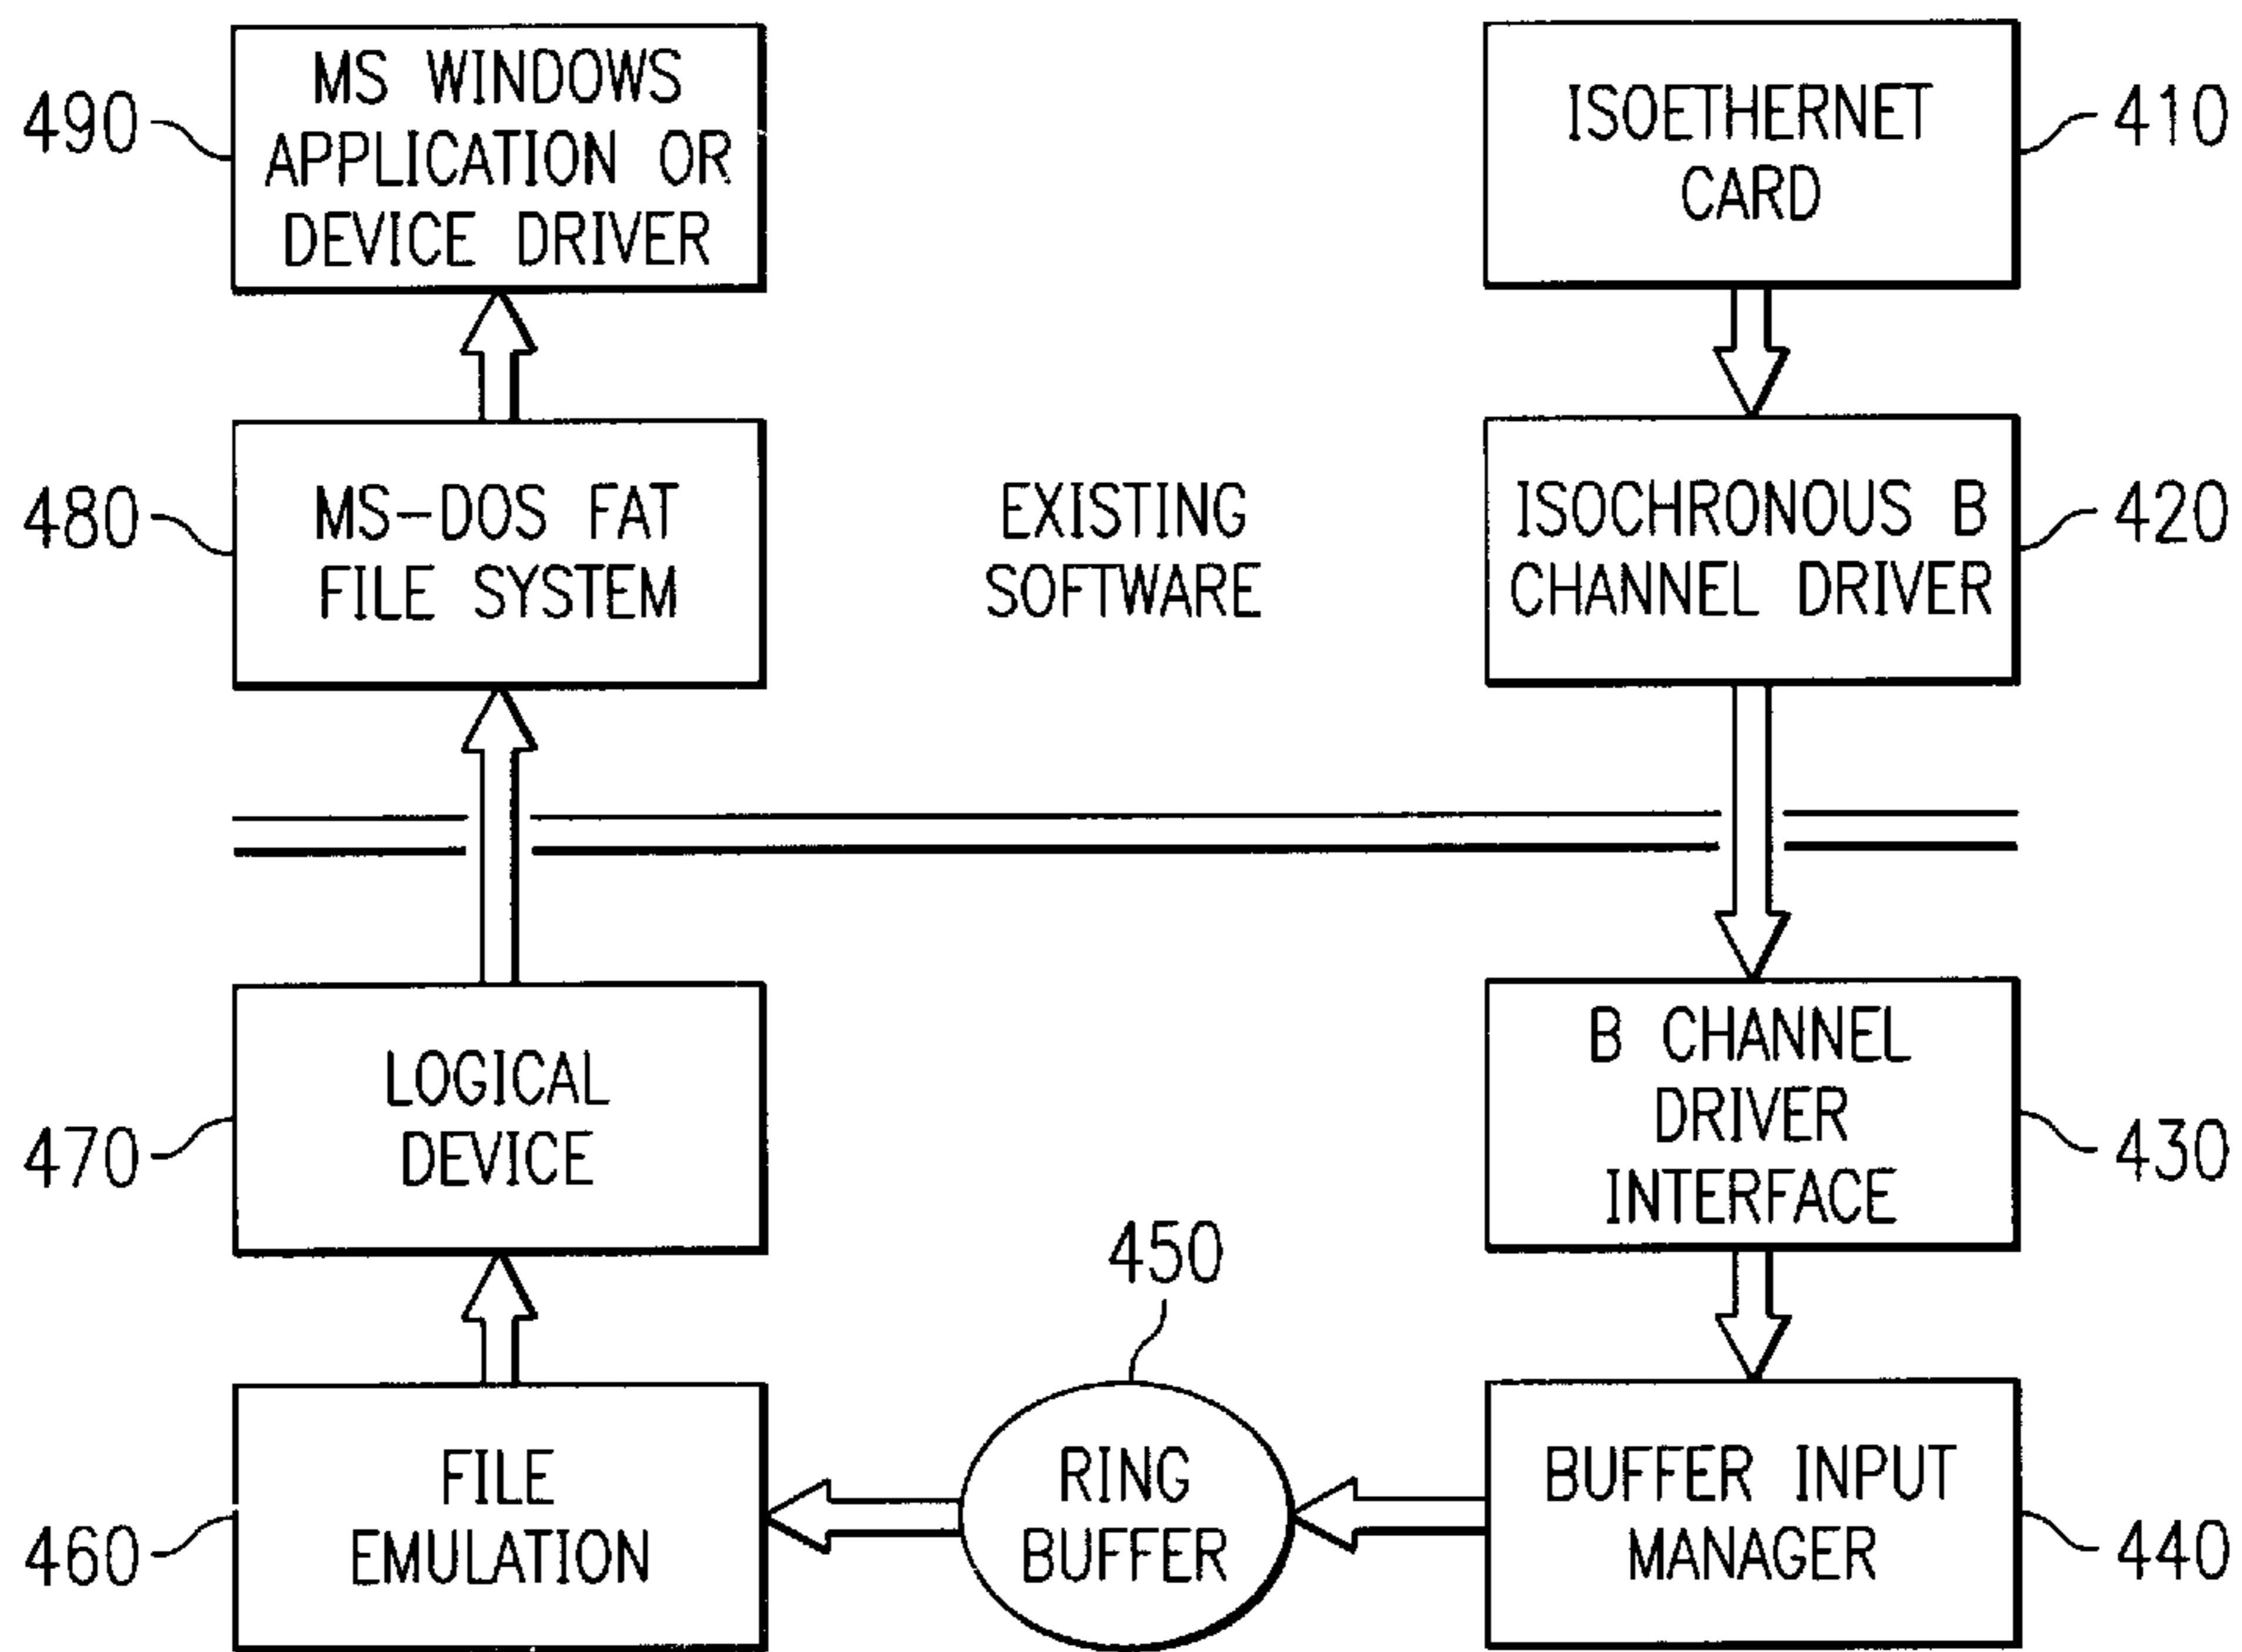 490
MS WINDOWS
APPLICATION OR
DEVICE DRIVER
ISOETHERNET
CARD
410
480
MS-DOS FAT
FILE SYSTEM
EXISTING
SOFTWARE
ISOCHRONOUS B
CHANNEL DRIVER
420
470
LOGICAL
DEVICE
B CHANNEL
DRIVER
INTERFACE
430
450
460
FILE
EMULATION
RING
BUFFER
BUFFER INPUT
MANAGER
440